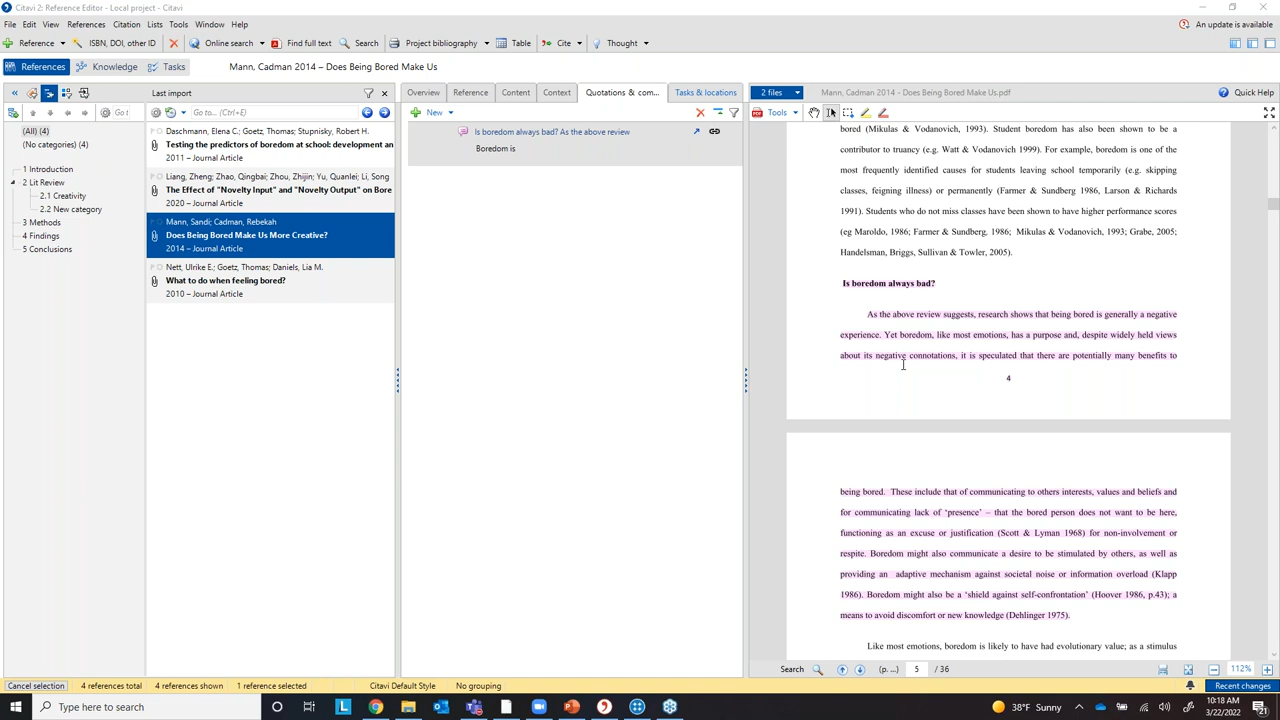 Citavi 2: Reference Editor - Local project - Citavi
File Edit View References Citation Lists Tools Window Help
An update is available
Reference ISBN, DOI, other ID Online search Find full text Search Project bibliography Table Cite Thought
References Knowledge Tasks Mann, Cadman 2014 – Does Being Bored Make Us
Last import
Overview Reference Content Context Quotations & com... Tasks & locations
2 files Mann, Cadman 2014 - Does Being Bored Make Us.pdf Quick Help
Go t
Go to... (Ctrl+E)
New
Tools
(All) (4)
(No categories) (4)
1 Introduction
2 Lit Review
2.1 Creativity
2.2 New category
3 Methods
4 Findings
5 Conclusions
Daschmann, Elena C.; Goetz, Thomas; Stupnisky, Robert H.
Testing the predictors of boredom at school: development an
2011 – Journal Article
Liang, Zheng; Zhao, Qingbai; Zhou, Zhijin; Yu, Quanlei; Li, Song
The Effect of "Novelty Input" and "Novelty Output" on Bore
2020 – Journal Article
Mann, Sandi; Cadman, Rebekah
Does Being Bored Make Us More Creative?
2014 – Journal Article
Nett, Ulrike E.; Goetz, Thomas; Daniels, Lia M.
What to do when feeling bored?
2010 – Journal Article
Is boredom always bad? As the above review
Boredom is
bored (Mikulas & Vodanovich, 1993). Student boredom has also been shown to be a
contributor to truancy (e.g. Watt & Vodanovich 1999). For example, boredom is one of the
most frequently identified causes for students leaving school temporarily (e.g. skipping
classes, feigning illness) or permanently (Farmer & Sundberg 1986, Larson & Richards
1991). Students who do not miss classes have been shown to have higher performance scores
(eg Maroldo, 1986; Farmer & Sundberg, 1986; Mikulas & Vodanovich, 1993; Grabe, 2005;
Handelsman, Briggs, Sullivan & Towler, 2005).
Is boredom always bad?
As the above review suggests, research shows that being bored is generally a negative
experience. Yet boredom, like most emotions, has a purpose and, despite widely held views
about its negative connotations, it is speculated that there are potentially many benefits to
4
being bored. These include that of communicating to others interests, values and beliefs and
for communicating lack of ‘presence’ – that the bored person does not want to be here,
functioning as an excuse or justification (Scott & Lyman 1968) for non-involvement or
respite. Boredom might also communicate a desire to be stimulated by others, as well as
providing an adaptive mechanism against societal noise or information overload (Klapp
1986). Boredom might also be a ‘shield against self-confrontation’ (Hoover 1986, p.43); a
means to avoid discomfort or new knowledge (Dehlinger 1975).
Like most emotions, boredom is likely to have had evolutionary value; as a stimulus
Search (p. ...) 5 / 36 112%
Cancel selection 4 references total 4 references shown 1 reference selected Citavi Default Style No grouping Recent changes
Type here to search 38°F Sunny 10:18 AM
3/22/2022
21